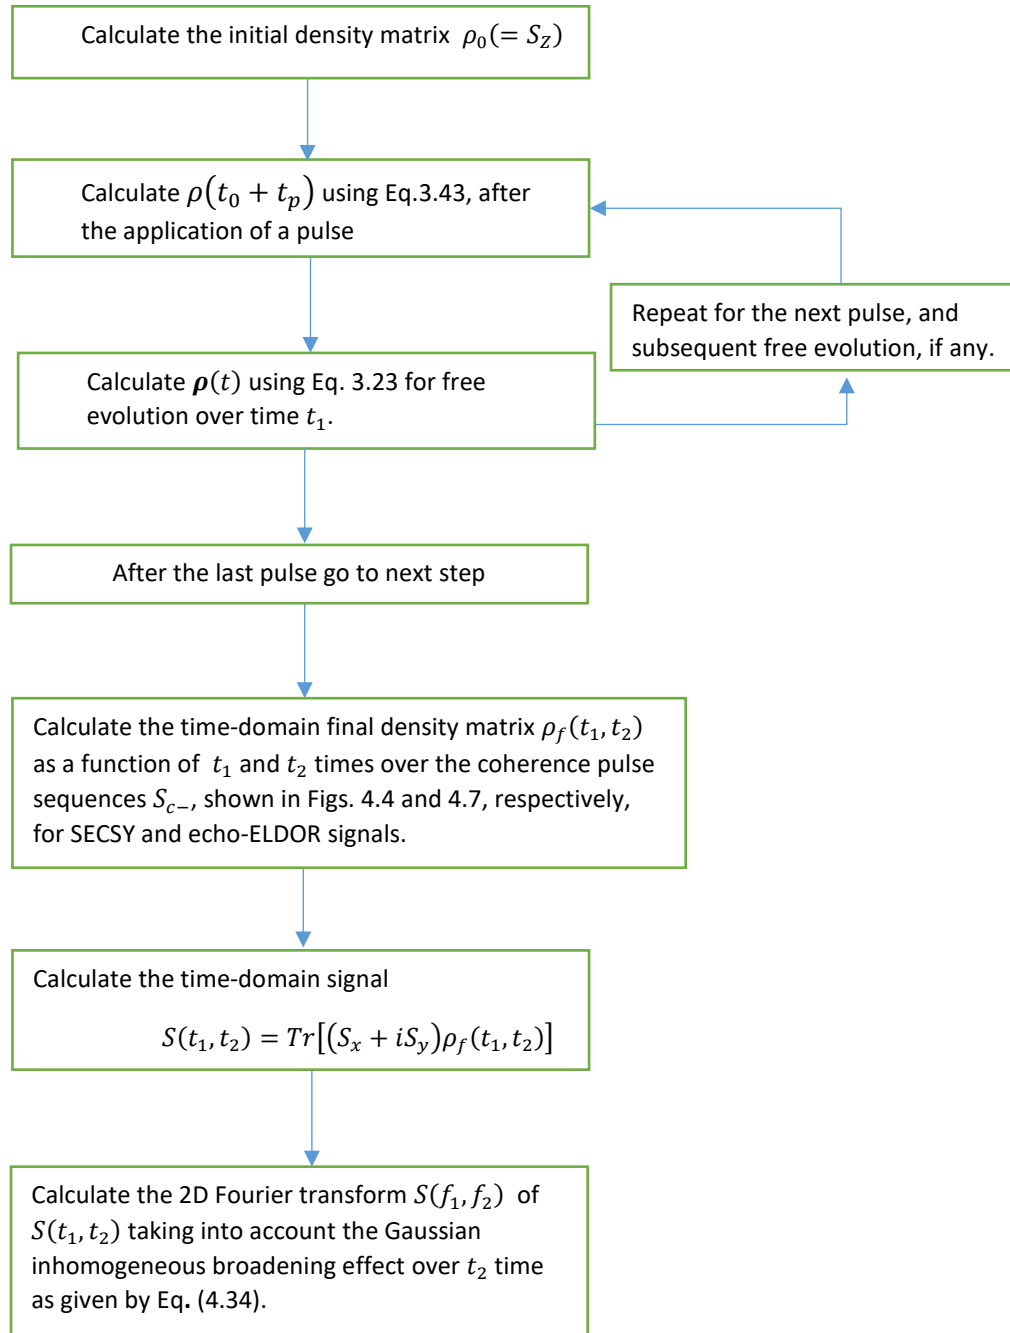 Calculate the initial density matrix ρ₀(= S_Z)
Calculate ρ(t₀ + t_p) using Eq.3.43, after
the application of a pulse
Repeat for the next pulse, and
subsequent free evolution, if any.
Calculate ρ(t) using Eq. 3.23 for free
evolution over time t₁.
After the last pulse go to next step
Calculate the time-domain final density matrix ρ_f(t₁, t₂)
as a function of t₁ and t₂ times over the coherence pulse
sequences S_{c−}, shown in Figs. 4.4 and 4.7, respectively,
for SECSY and echo-ELDOR signals.
Calculate the time-domain signal
S(t₁, t₂) = Tr[(S_x + iS_y)ρ_f(t₁, t₂)]
Calculate the 2D Fourier transform S(f₁, f₂) of
S(t₁, t₂) taking into account the Gaussian
inhomogeneous broadening effect over t₂ time
as given by Eq. (4.34).